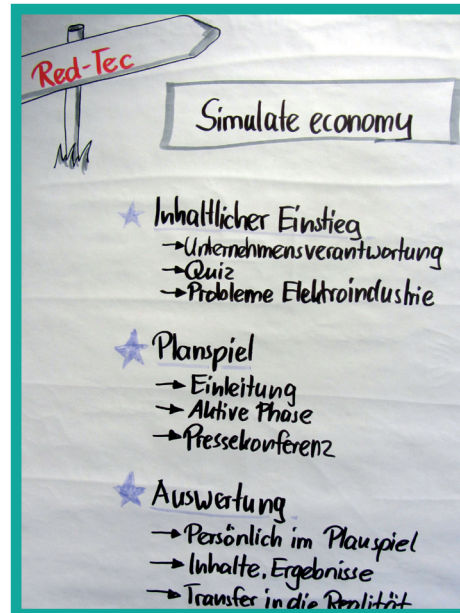 Red-Tec
Simulate economy
Inhaltlicher Einstieg
→ Unternehmensverantwortung
→ Quiz
→ Probleme Elektroindustrie
Planspiel
→ Einleitung
→ Aktive Phase
→ Pressekonferenz
Auswertung
→ Persönlich im Planspiel
→ Inhalte, Ergebnisse
→ Transfer in die Realität